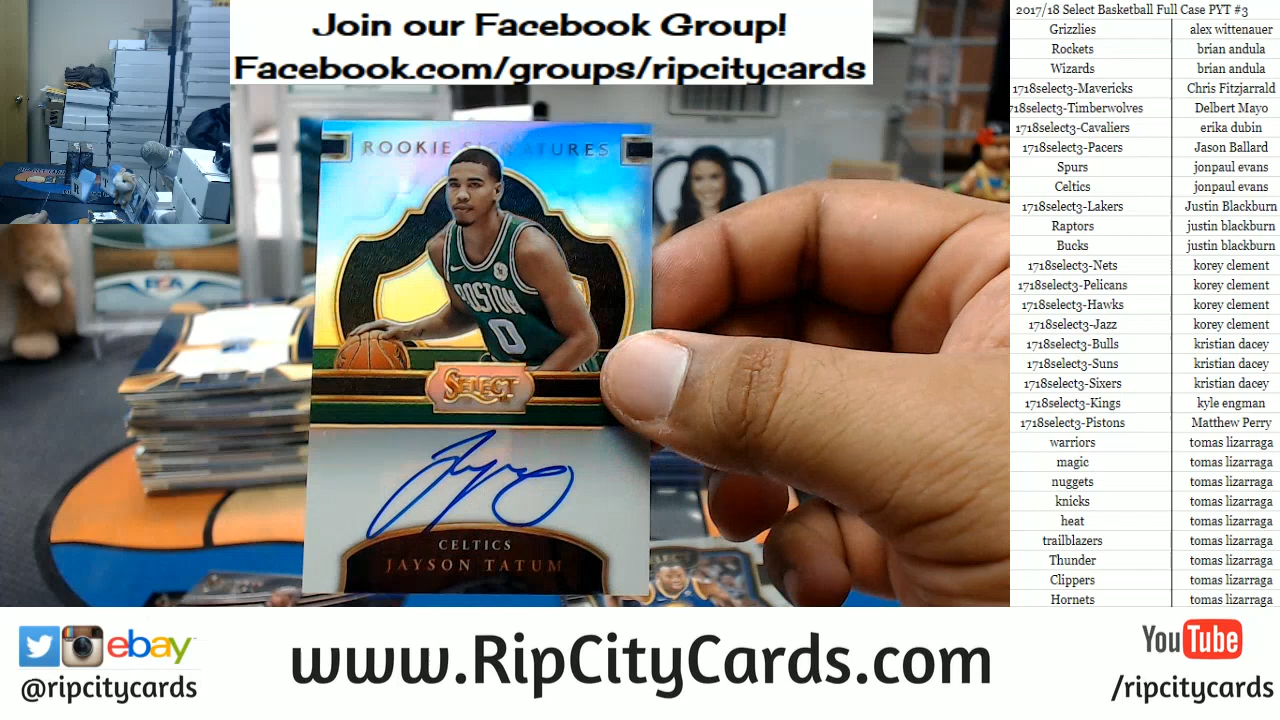 Join our Facebook Group!
Facebook.com/groups/ripcitycards
ROOKIE SIGNATURES
BOSTON
0
SELECT
CELTICS
JAYSON TATUM
2017/18 Select Basketball Full Case PYT #3
Grizzlies alex wittenauer
Rockets brian andula
Wizards brian andula
1718select3-Mavericks Chris Fitzjarrald
718select3-Timberwolves Delbert Mayo
1718select3-Cavaliers erika dubin
1718select3-Pacers Jason Ballard
Spurs jonpaul evans
Celtics jonpaul evans
1718select3-Lakers Justin Blackburn
Raptors justin blackburn
Bucks justin blackburn
1718select3-Nets korey clement
1718select3-Pelicans korey clement
1718select3-Hawks korey clement
1718select3-Jazz korey clement
1718select3-Bulls kristian dacey
1718select3-Suns kristian dacey
1718select3-Sixers kristian dacey
1718select3-Kings kyle engman
1718select3-Pistons Matthew Perry
warriors tomas lizarraga
magic tomas lizarraga
nuggets tomas lizarraga
knicks tomas lizarraga
heat tomas lizarraga
trailblazers tomas lizarraga
Thunder tomas lizarraga
Clippers tomas lizarraga
Hornets tomas lizarraga
ebay
@ripcitycards
www.RipCityCards.com
YouTube
/ripcitycards